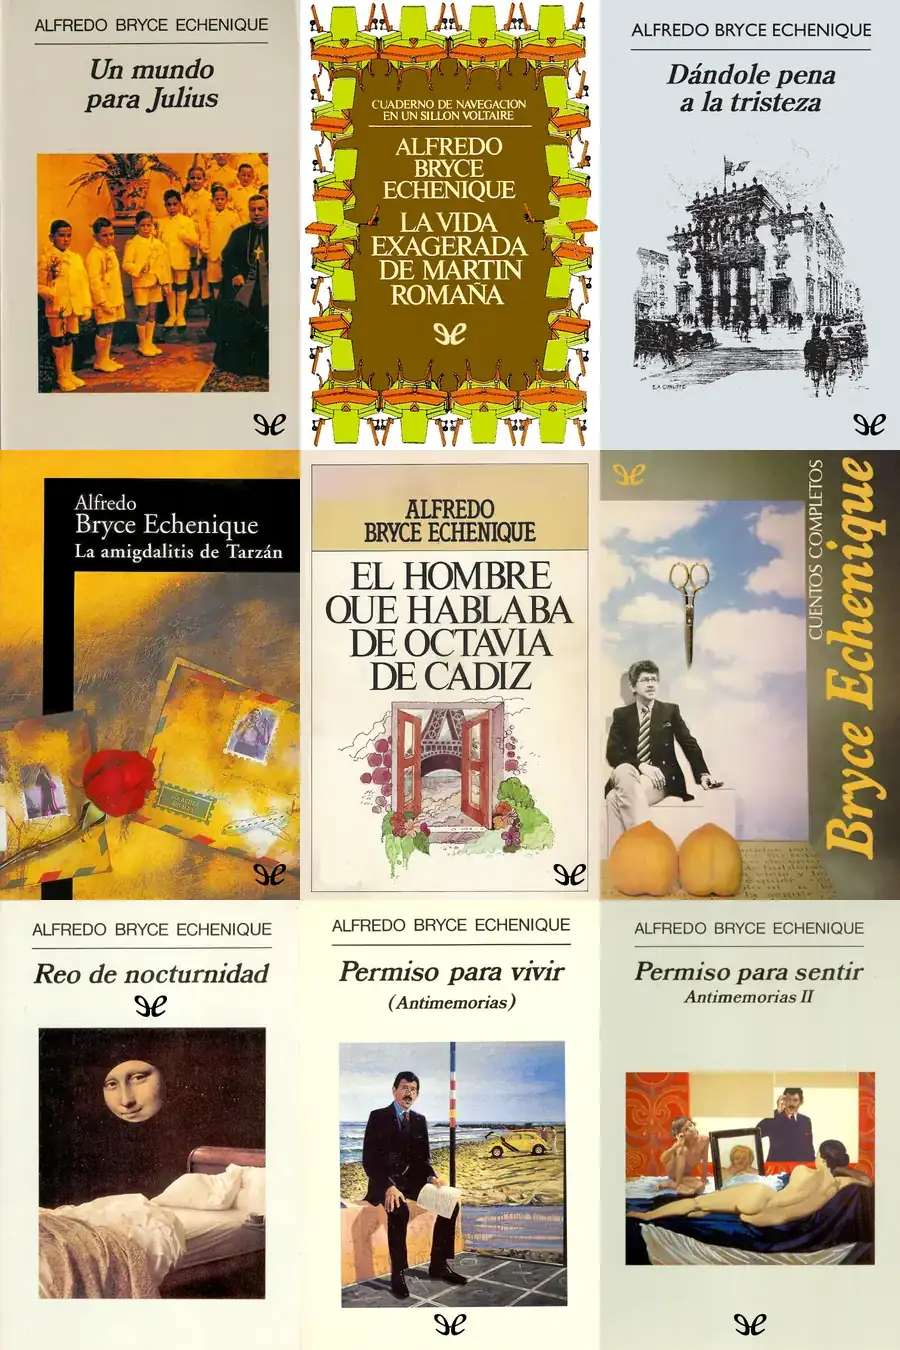 ALFREDO BRYCE ECHENIQUE
Un mundo
para Julius
CUADERNO DE NAVEGACION
EN UN SILLON VOLTAIRE
ALFREDO
BRYCE
ECHENIQUE
LA VIDA
EXAGERADA
DE MARTIN
ROMAÑA
ALFREDO BRYCE ECHENIQUE
Dándole pena
a la tristeza
Alfredo
Bryce Echenique
La amigdalitis de Tarzán
ALFREDO
BRYCE ECHENIQUE
EL HOMBRE
QUE HABLABA
DE OCTAVIA
DE CADIZ
CUENTOS COMPLETOS
Bryce Echenique
ALFREDO BRYCE ECHENIQUE
Reo de nocturnidad
ALFREDO BRYCE ECHENIQUE
Permiso para vivir
(Antimemorias)
ALFREDO BRYCE ECHENIQUE
Permiso para sentir
Antimemorias II